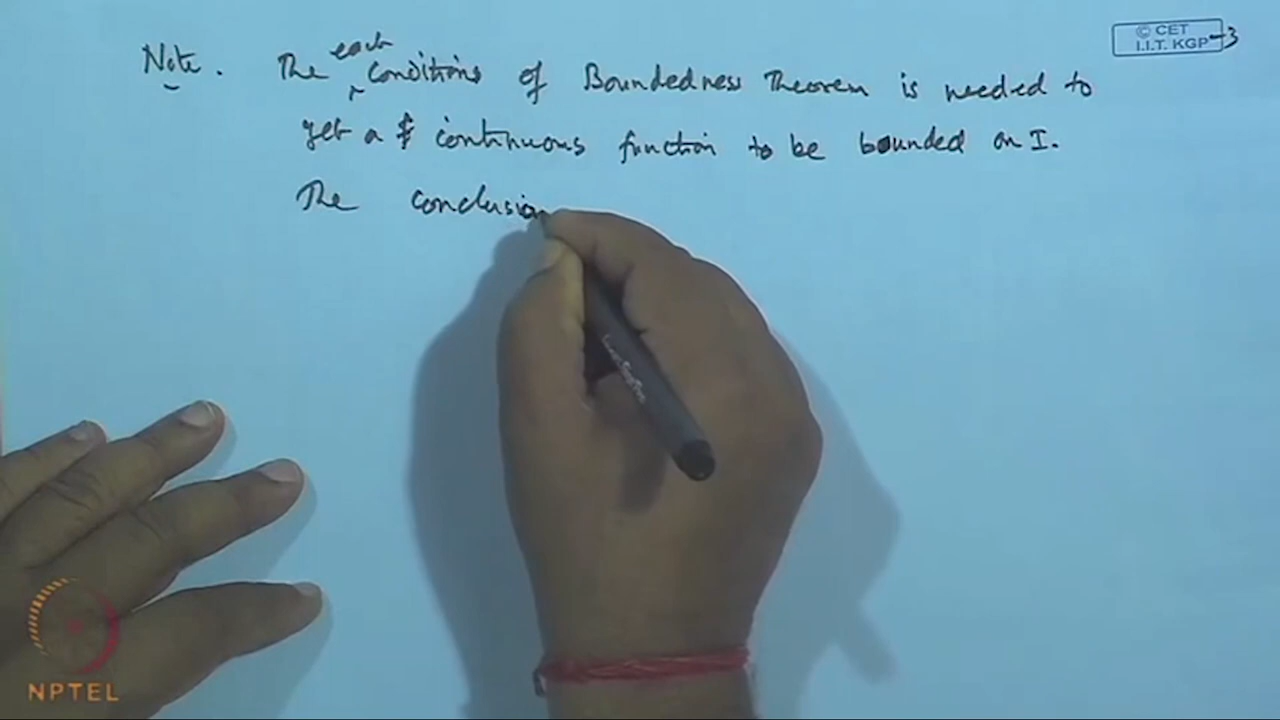 © CET
I.I.T. KGP -3
Note. The each conditions of Boundedness Theorem is needed to
get a f continuous function to be bounded on I.
The conclusion
NPTEL